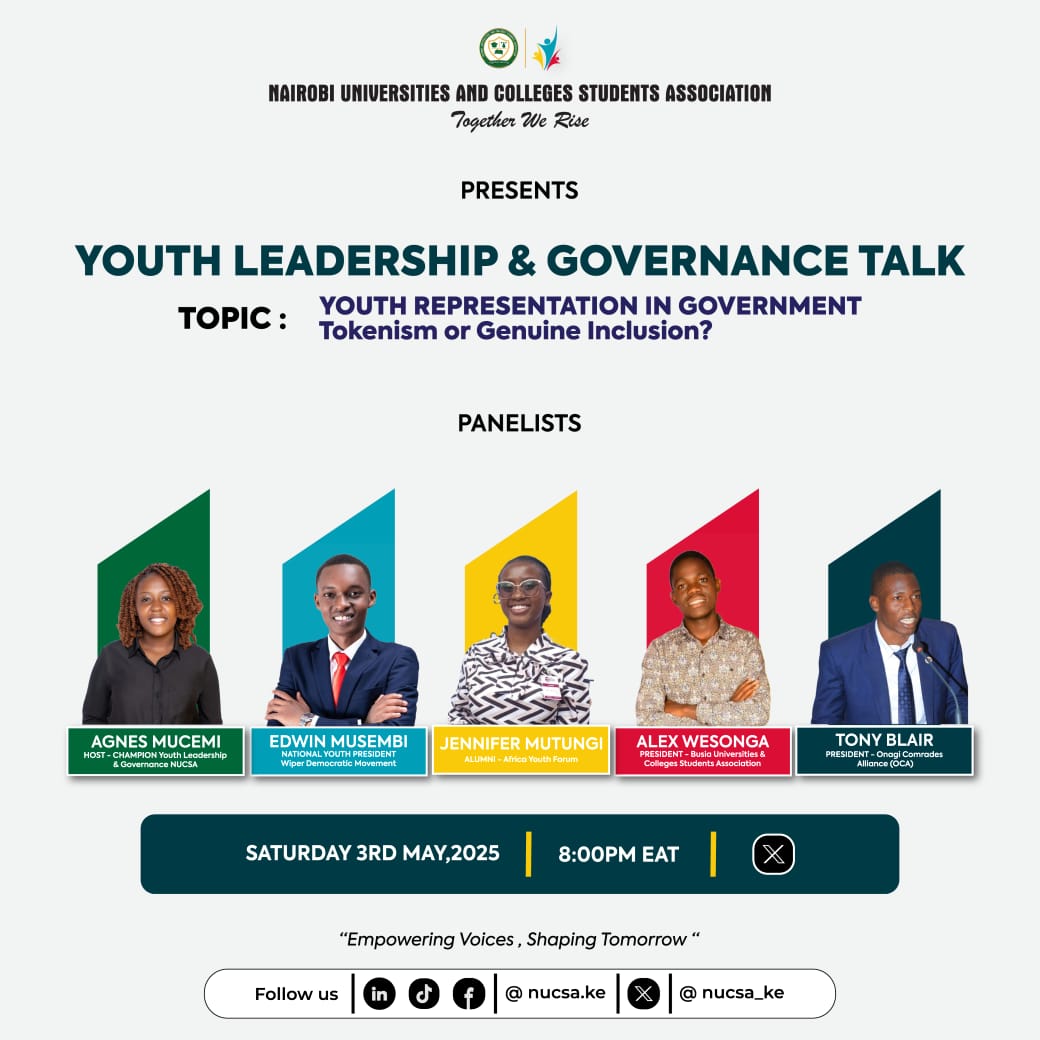 NAIROBI UNIVERSITIES AND COLLEGES STUDENTS ASSOCIATION
Together We Rise
PRESENTS
YOUTH LEADERSHIP & GOVERNANCE TALK
TOPIC :
YOUTH REPRESENTATION IN GOVERNMENT
Tokenism or Genuine Inclusion?
PANELISTS
AGNES MUCEMI
HOST - CHAMPION Youth Leadership
& Governance NUCSA
EDWIN MUSEMBI
NATIONAL YOUTH PRESIDENT
Wiper Democratic Movement
JENNIFER MUTUNGI
ALUMNI - Africa Youth Forum
ALEX WESONGA
PRESIDENT - Busia Universities &
Colleges Students Association
TONY BLAIR
PRESIDENT - Onagi Comrades
Alliance (OCA)
SATURDAY 3RD MAY,2025
8:00PM EAT
“Empowering Voices , Shaping Tomorrow “
Follow us
@ nucsa.ke
@ nucsa_ke